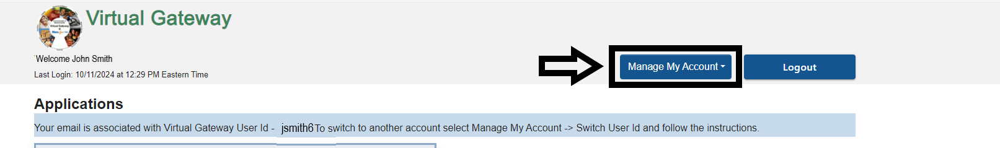 Virtual Gateway
Welcome John Smith
Last Login: 10/11/2024 at 12:29 PM Eastern Time
Manage My Account
Logout
Applications
Your email is associated with Virtual Gateway User Id - jsmith6 To switch to another account select Manage My Account -> Switch User Id and follow the instructions.